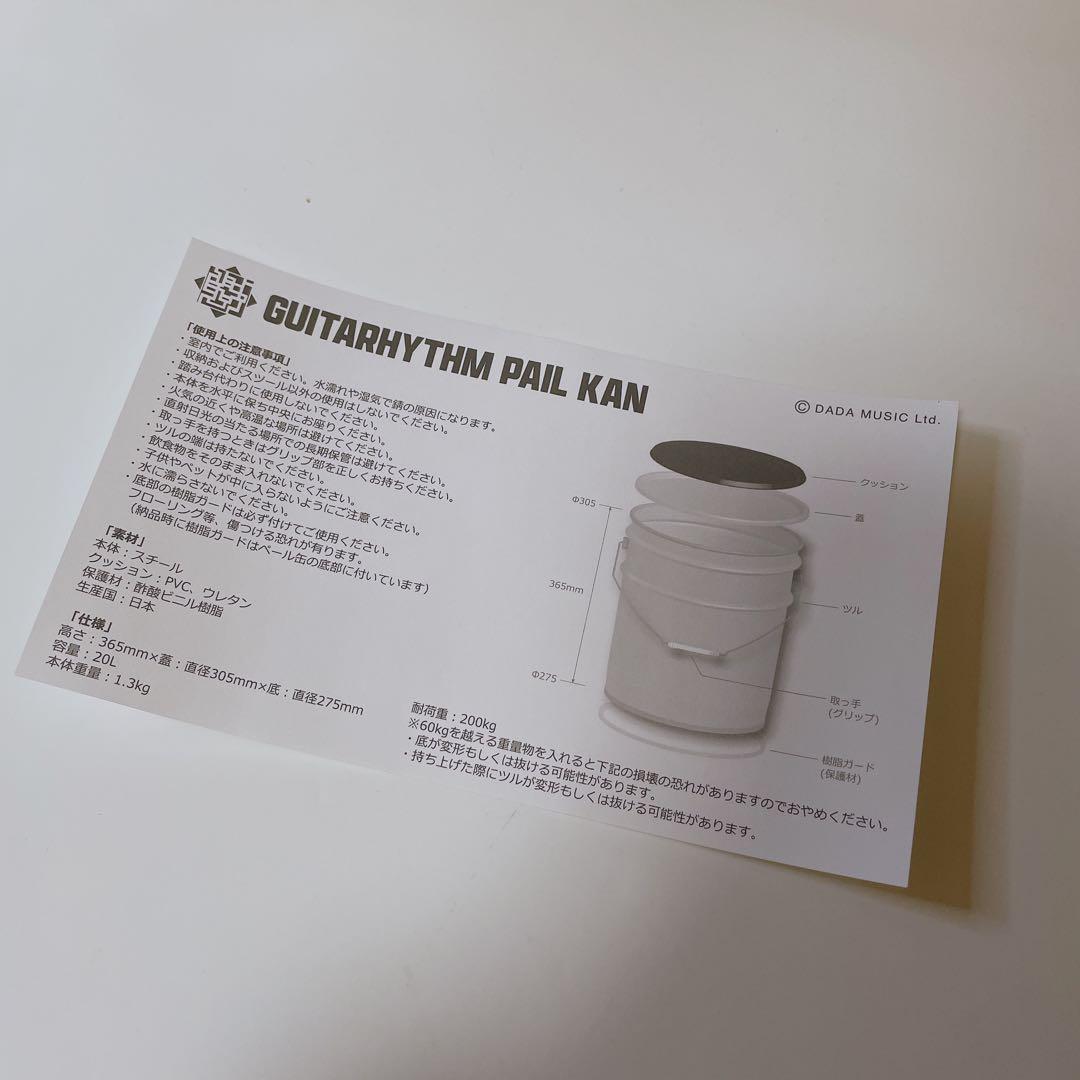 GUITARHYTHM PAIL KAN
© DADA MUSIC Ltd.
「使用上の注意事項」
・室内でご利用ください。水濡れや湿気で錆の原因になります。
・収納およびスツール以外の使用はしないでください。
・踏み台代わりに使用しないでください。
・本体を水平に保ち中央にお座りください。
・火気の近くや高温な場所は避けてください。
・直射日光の当たる場所での長期保管は避けてください。
・取っ手を持つときはグリップ部を正しくお持ちください。
・ツルの端は持たないでください。
・飲食物をそのまま入れないでください。
・子供やペットが中に入らないようにご注意ください。
・水に濡らさないでください。
・底部の樹脂ガードは必ず付けてご使用ください。
フローリング等、傷つける恐れが有ります。
(納品時に樹脂ガードはペール缶の底部に付いています)
「素材」
本体：スチール
クッション：PVC、ウレタン
保護材：酢酸ビニル樹脂
生産国：日本
「仕様」
高さ：365mm×蓋：直径305mm×底：直径275mm
容量：20L
本体重量：1.3kg
耐荷重：200kg
※60kgを越える重量物を入れると下記の損壊の恐れがありますのでおやめください。
・底が変形もしくは抜ける可能性があります。
・持ち上げた際にツルが変形もしくは抜ける可能性があります。
クッション
蓋
Φ305
365mm
ツル
Φ275
取っ手
(グリップ)
樹脂ガード
(保護材)